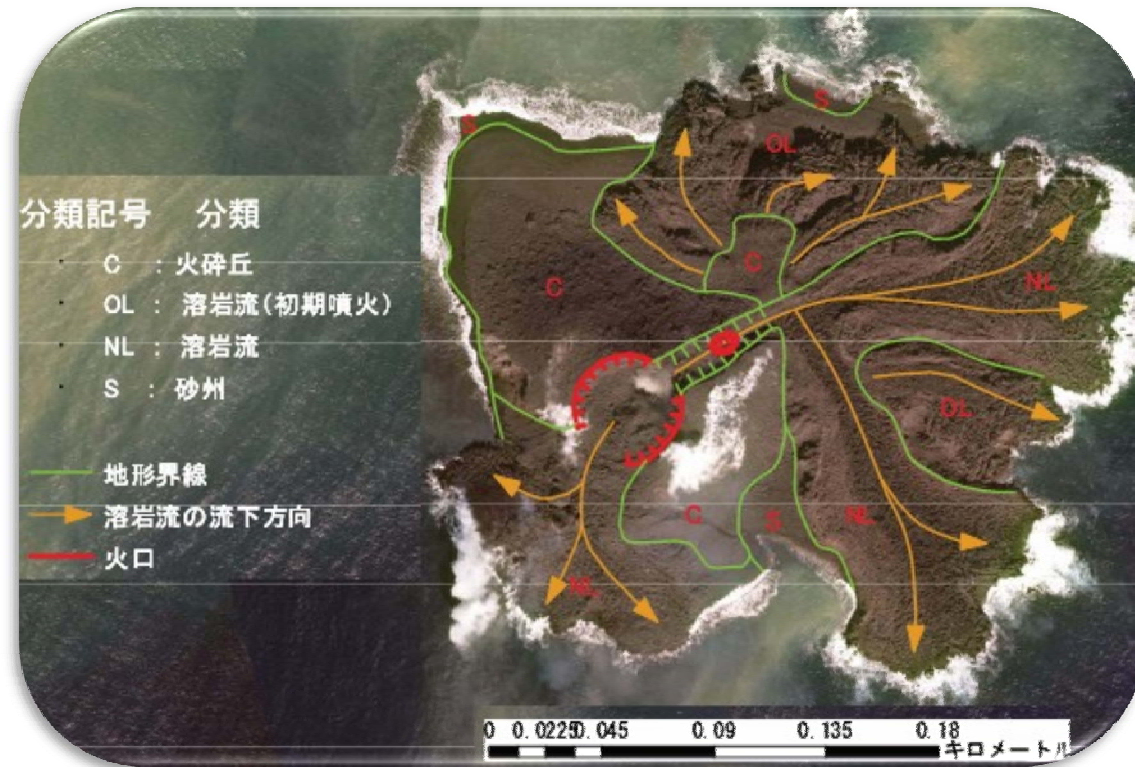 分類記号 分類
C : 火砕丘
OL : 溶岩流(初期噴火)
NL : 溶岩流
S : 砂州
地形界線
溶岩流の流下方向
火口
S
S
OL
C
C
NL
OL
C
S
NL
NL
0 0.0225 0.045 0.09 0.135 0.18
キロメートル